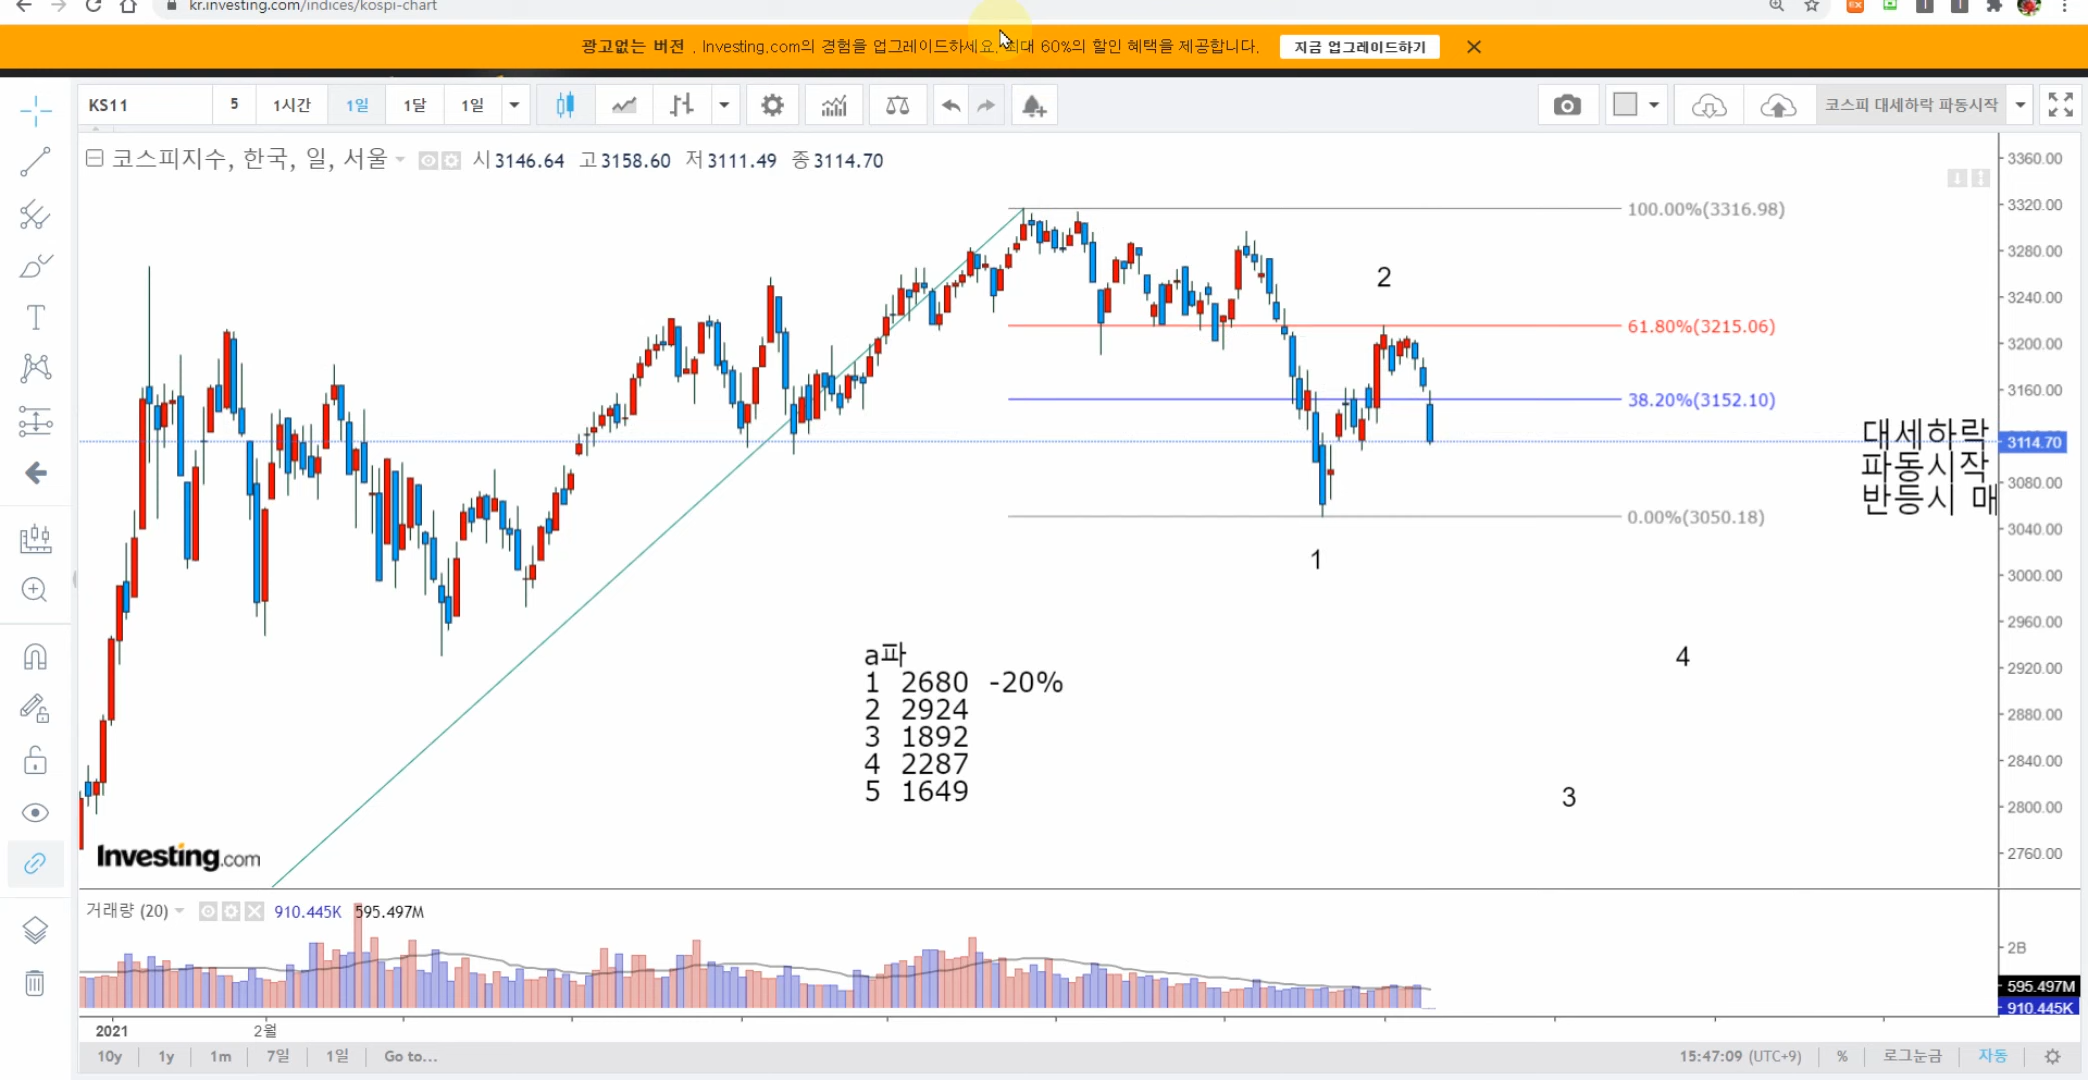 kr.investing.com/indices/kospi-chart
광고없는 버전 . Investing.com의 경험을 업그레이드하세요. 최대 60%의 할인 혜택을 제공합니다. 지금 업그레이드하기
KS11 5 1시간 1일 1달 1일 코스피 대세하락 파동시작
코스피지수, 한국, 일, 서울 시3146.64 고3158.60 저3111.49 종3114.70
3360.00
100.00%(3316.98)
3320.00
3280.00
2
3240.00
61.80%(3215.06)
3200.00
3160.00
38.20%(3152.10)
대세하락
3114.70
파동시작
3080.00
반등시 매
0.00%(3050.18)
3040.00
1
3000.00
2960.00
a파
4
2920.00
1 2680 -20%
2 2924
2880.00
3 1892
4 2287
2840.00
5 1649
3
2800.00
Investing.com
2760.00
거래량 (20) 910.445K 595.497M
2B
595.497M
910.445K
2021 2월
10y 1y 1m 7일 1일 Go to... 15:47:09 (UTC+9) % 로그눈금 자동